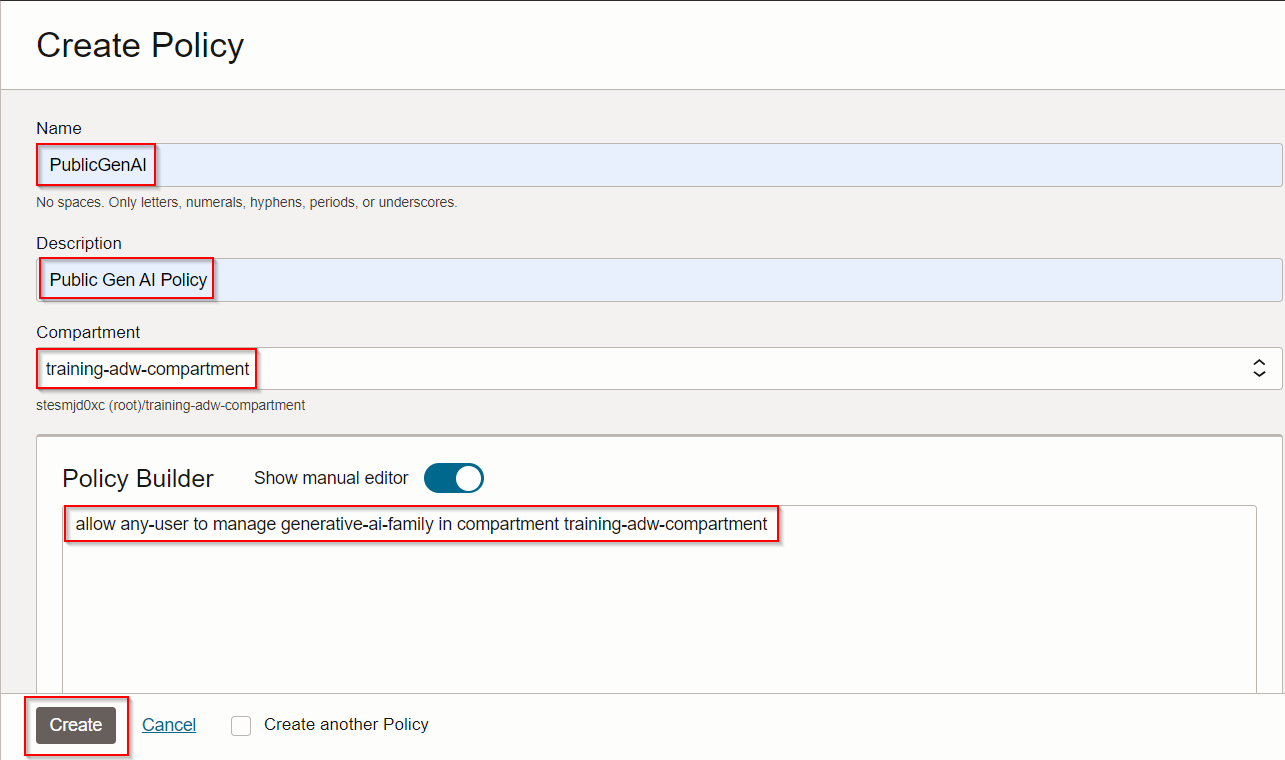 Create Policy
Name
PublicGenAI
No spaces. Only letters, numerals, hyphens, periods, or underscores.
Description
Public Gen AI Policy
Compartment
training-adw-compartment
stesmjd0xc (root)/training-adw-compartment
Policy Builder Show manual editor
allow any-user to manage generative-ai-family in compartment training-adw-compartment
Create Cancel Create another Policy